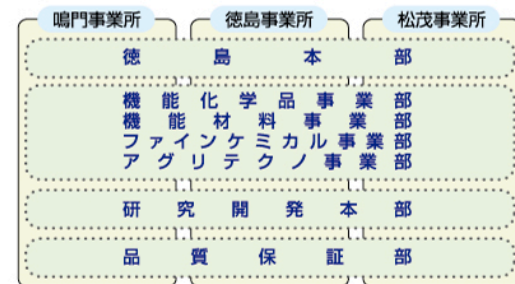 鳴門事業所 徳島事業所 松茂事業所
徳島本部
機能化学品事業部
機能材料事業部
ファインケミカル事業部
アグリテクノ事業部
研究開発本部
品質保証部